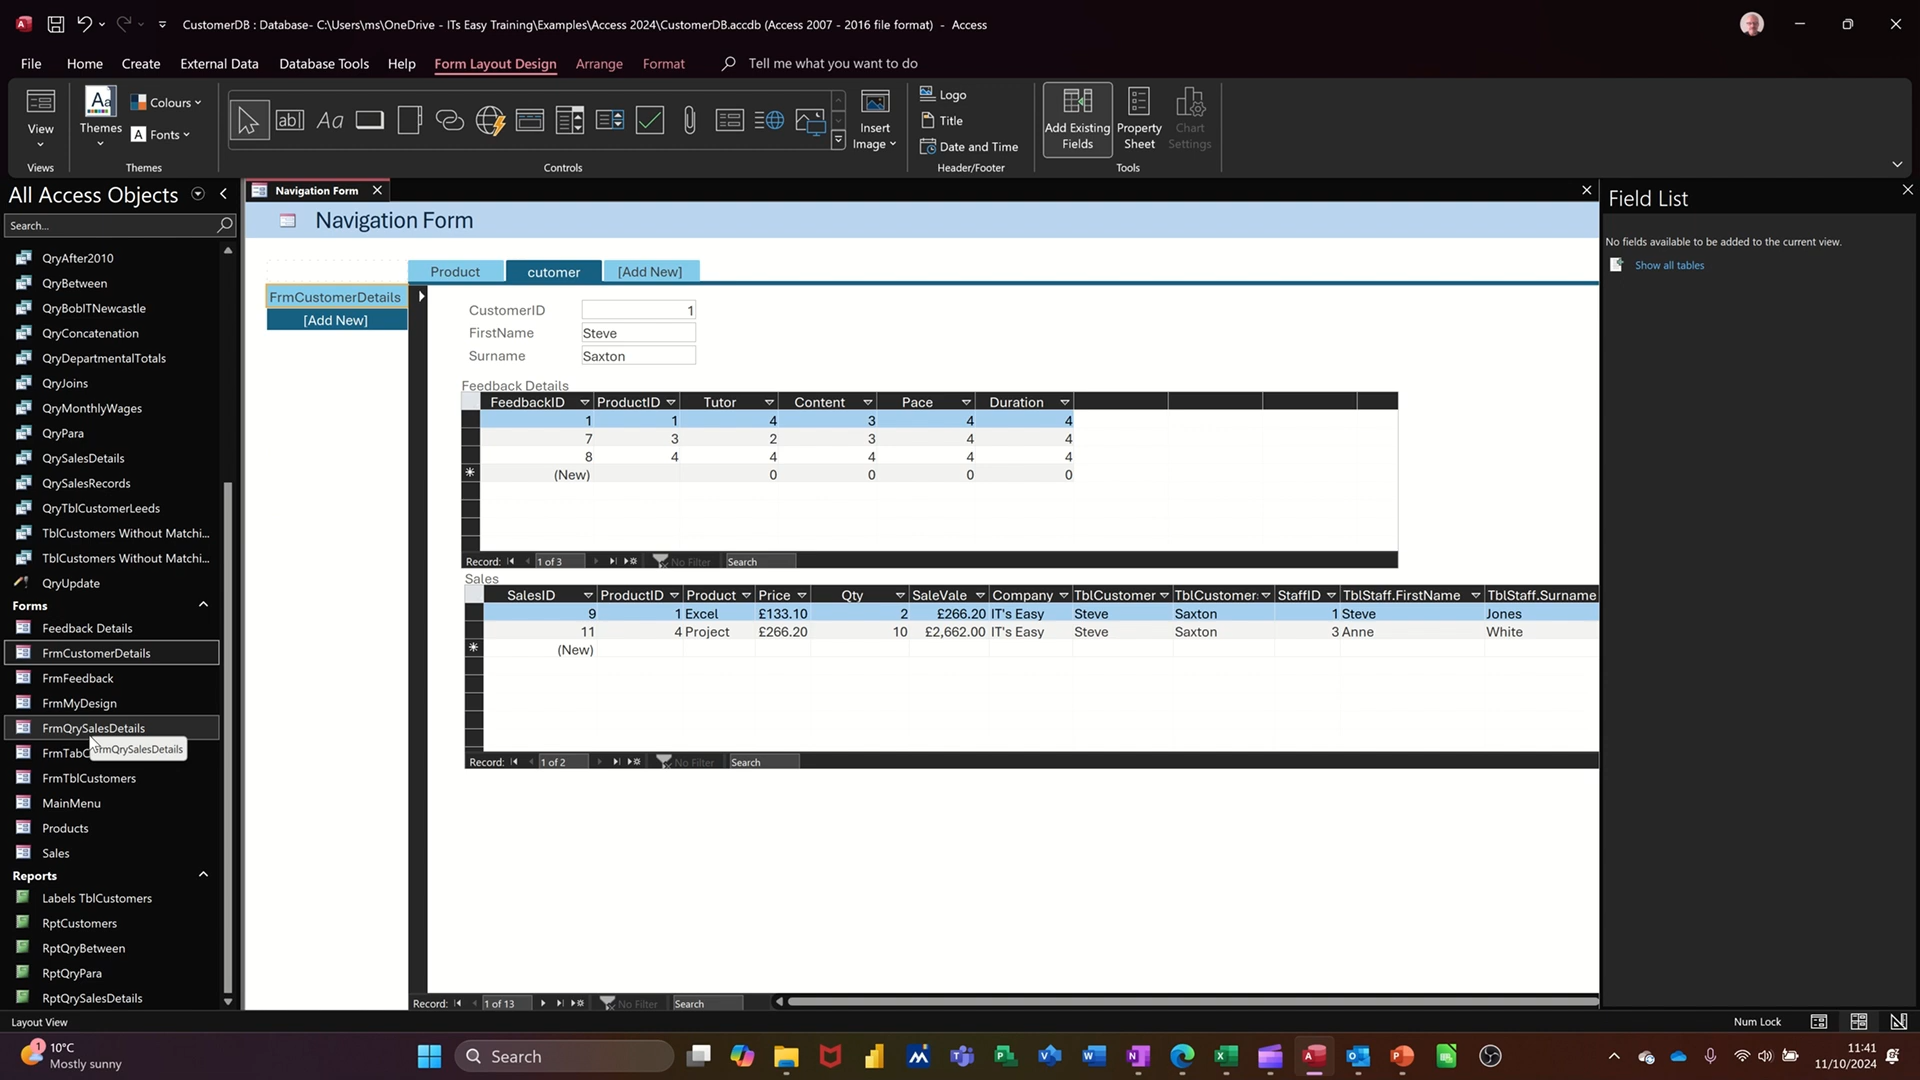 CustomerDB : Database- C:\Users\ms\OneDrive - ITs Easy Training\Examples\Access 2024\CustomerDB.accdb (Access 2007 - 2016 file format) - Access
File Home Create External Data Database Tools Help Form Layout Design Arrange Format Tell me what you want to do
View
Views
Themes
Colours
Fonts
Themes
Controls
Insert Image
Logo
Title
Date and Time
Header/Footer
Add Existing Fields
Property Sheet
Chart Settings
Tools
All Access Objects
Search...
QryAfter2010
QryBetween
QryBobITNewcastle
QryConcatenation
QryDepartmentalTotals
QryJoins
QryMonthlyWages
QryPara
QrySalesDetails
QrySalesRecords
QryTblCustomerLeeds
TblCustomers Without Matchi...
TblCustomers Without Matchi...
QryUpdate
Forms
Feedback Details
FrmCustomerDetails
FrmFeedback
FrmMyDesign
FrmQrySalesDetails
FrmTabC
FrmQrySalesDetails
FrmTblCustomers
MainMenu
Products
Sales
Reports
Labels TblCustomers
RptCustomers
RptQryBetween
RptQryPara
RptQrySalesDetails
Navigation Form
Navigation Form
Product cutomer [Add New]
FrmCustomerDetails
[Add New]
CustomerID 1
FirstName Steve
Surname Saxton
Feedback Details
FeedbackID ProductID Tutor Content Pace Duration
1 1 4 3 4 4
7 3 2 3 4 4
8 4 4 4 4 4
(New) 0 0 0 0
Record: 1 of 3 No Filter Search
Sales
SalesID ProductID Product Price Qty SaleVale Company TblCustomer TblCustomer: StaffID TblStaff.FirstName TblStaff.Surname
9 1 Excel £133.10 2 £266.20 IT's Easy Steve Saxton 1 Steve Jones
11 4 Project £266.20 10 £2,662.00 IT's Easy Steve Saxton 3 Anne White
(New)
Record: 1 of 2 No Filter Search
Record: 1 of 13 No Filter Search
Field List
No fields available to be added to the current view.
Show all tables
Layout View
Num Lock
1
10°C
Mostly sunny
Search
11:41
11/10/2024